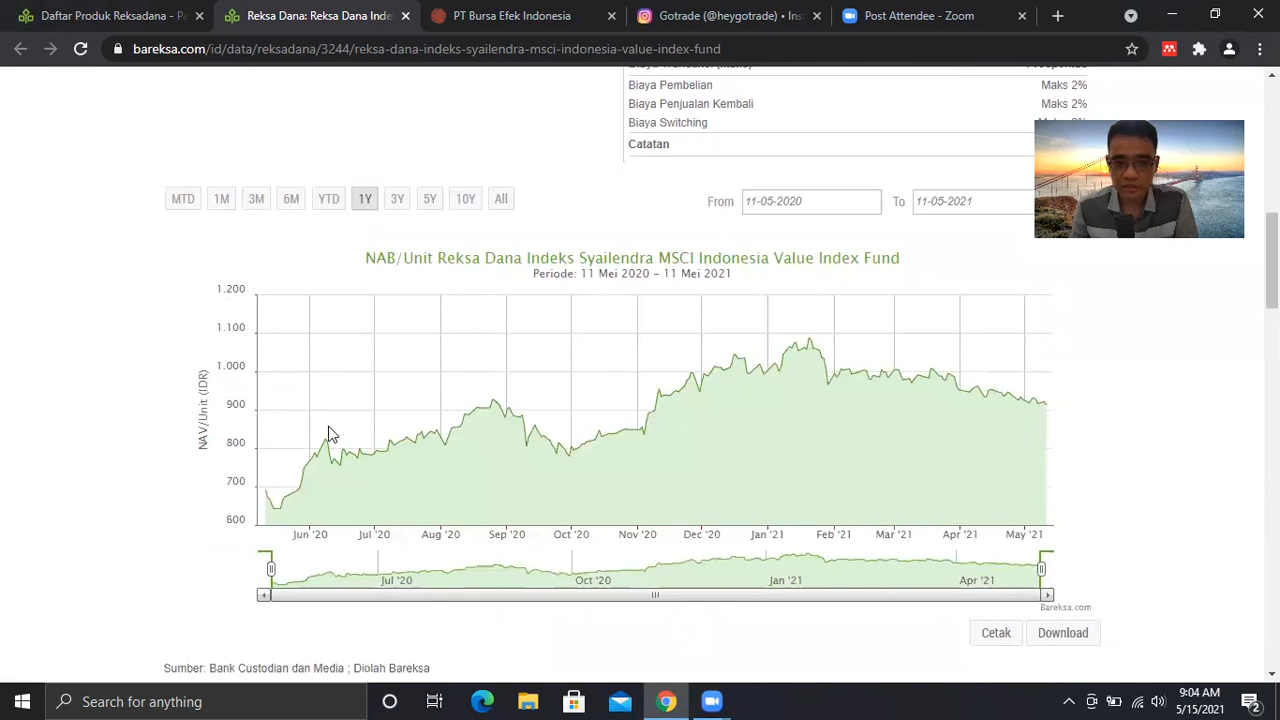 Daftar Produk Reksadana - Pa
Reksa Dana: Reksa Dana Inde
PT Bursa Efek Indonesia
Gotrade (@heygotrade) • Inst
Post Attendee - Zoom
bareksa.com/id/data/reksadana/3244/reksa-dana-indeks-syailendra-msci-indonesia-value-index-fund
Biaya Pembelian Maks 2%
Biaya Penjualan Kembali Maks 2%
Biaya Switching
Catatan
MTD 1M 3M 6M YTD 1Y 3Y 5Y 10Y All
From 11-05-2020 To 11-05-2021
NAB/Unit Reksa Dana Indeks Syailendra MSCI Indonesia Value Index Fund
Periode: 11 Mei 2020 - 11 Mei 2021
1.200
1.100
1.000
900
800
700
600
NAV/Unit (IDR)
Jun '20 Jul '20 Aug '20 Sep '20 Oct '20 Nov '20 Dec '20 Jan '21 Feb '21 Mar '21 Apr '21 May '21
Jul '20 Oct '20 Jan '21 Apr '21
Bareksa.com
Cetak Download
Sumber: Bank Custodian dan Media ; Diolah Bareksa
Search for anything
9:04 AM
5/15/2021
2